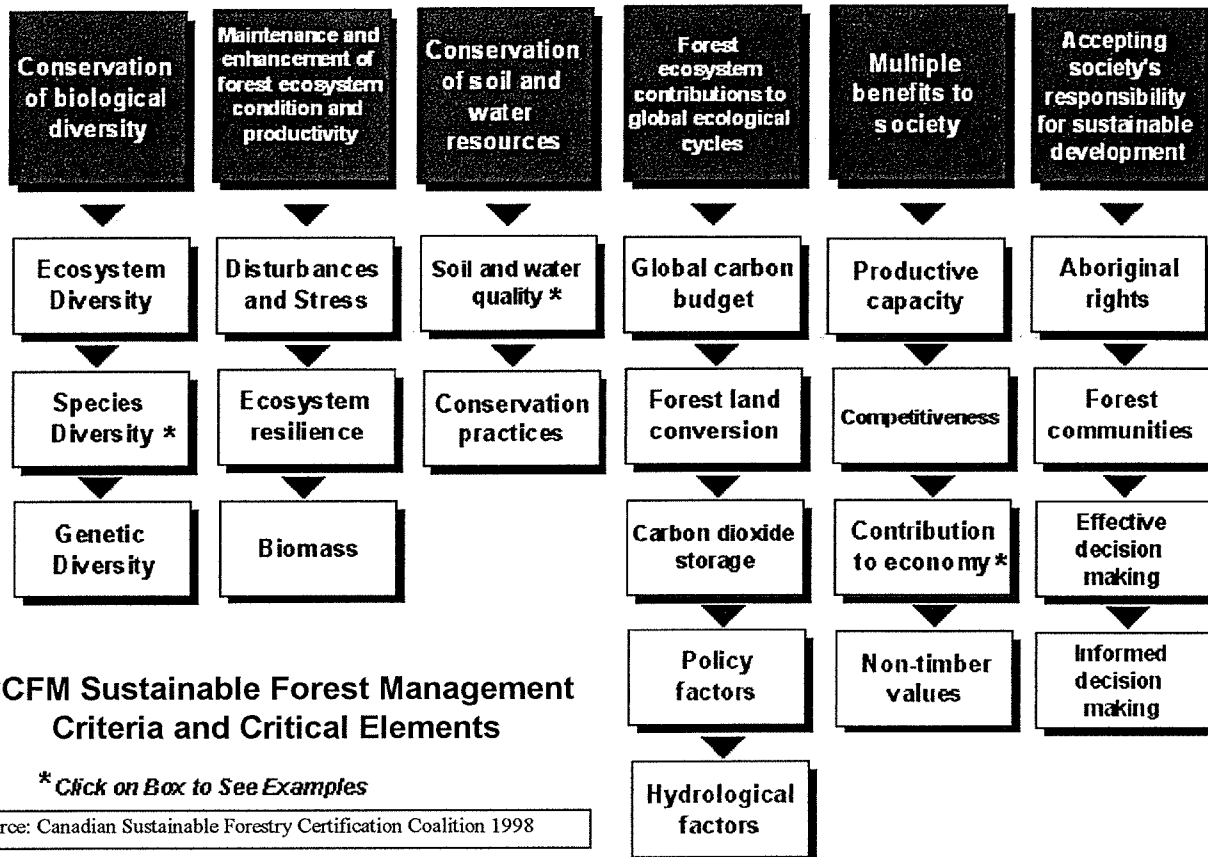 Conservation
of biological
diversity
Maintenance and
enhancement of
forest ecosystem
condition and
productivity
Conservation
of soil and
water
resources
Forest
ecosystem
contributions to
global ecological
cycles
Multiple
benefits to
society
Accepting
society's
responsibility
for sustainable
development
Ecosystem
Diversity
Disturbances
and Stress
Soil and water
quality *
Global carbon
budget
Productive
capacity
Aboriginal
rights
Species
Diversity *
Ecosystem
resilience
Conservation
practices
Forest land
conversion
Competitiveness
Forest
communities
Genetic
Diversity
Biomass
Carbon dioxide
storage
Contribution
to economy *
Effective
decision
making
Policy
factors
Non-timber
values
Informed
decision
making
Hydrological
factors
CFM Sustainable Forest Management
Criteria and Critical Elements
* Click on Box to See Examples
rce: Canadian Sustainable Forestry Certification Coalition 1998